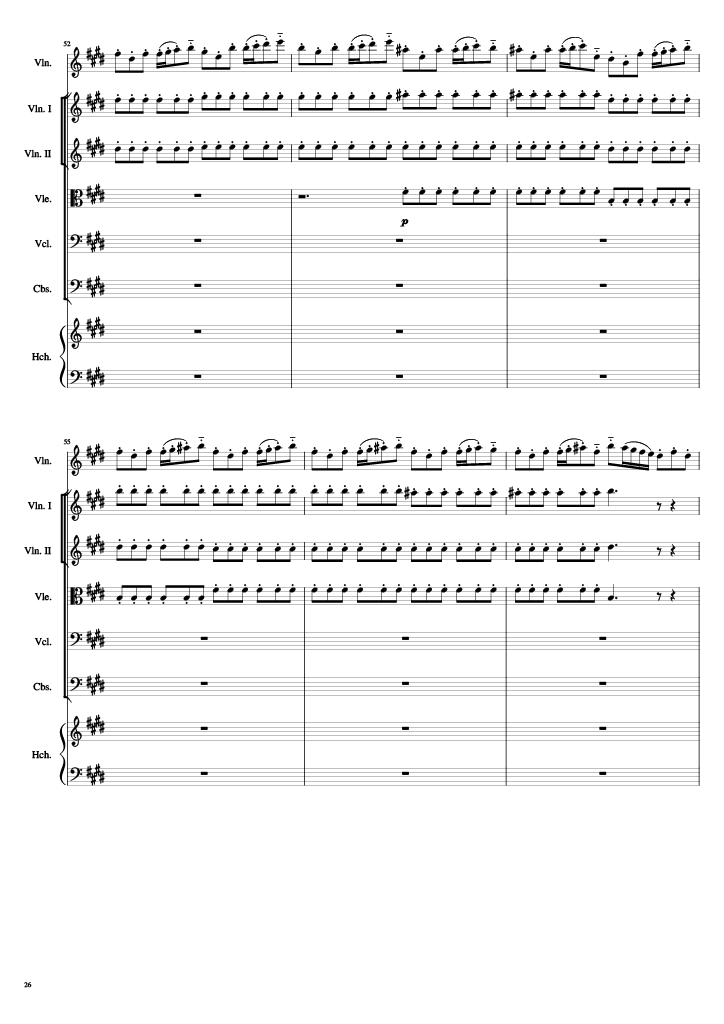 52
Vln.
Vln. I
Vln. II
Vle.
p
Vcl.
Cbs.
Hch.
55
Vln.
Vln. I
Vln. II
Vle.
Vcl.
Cbs.
Hch.
26